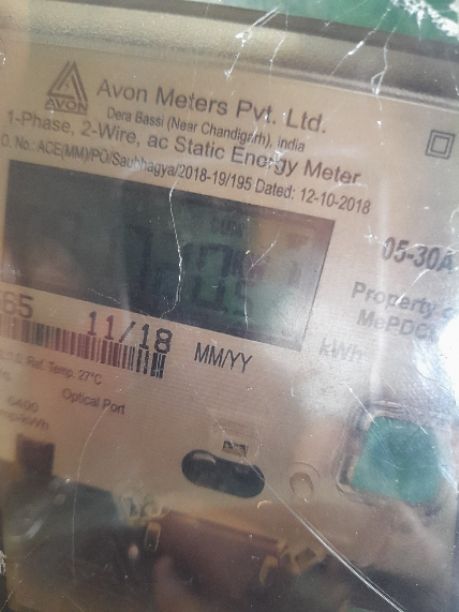 AVON
Avon Meters Pvt. Ltd.
Dera Bassi (Near Chandigarh), India
1-Phase, 2-Wire, ac Static Energy Meter
O. No.: ACE(MM)/PO/Saubhagya/2018-19/195 Dated: 12-10-2018
05-30A
Property
MePDC
kWh
65 11/18 MM/YY
Ref. Temp. 27°C
Optical Port
6400